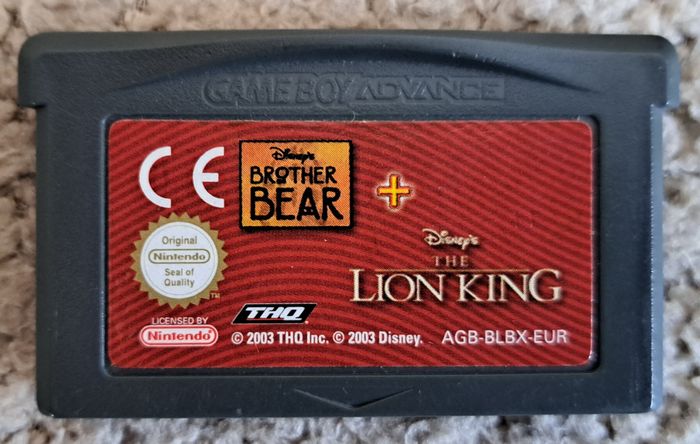 GAME BOY ADVANCE
CE
Disney's
BROTHER
BEAR
+
Disney's
THE
LION KING
Original
Nintendo
Seal of
Quality
TM
LICENSED BY
Nintendo
THQ
© 2003 THQ Inc. © 2003 Disney.
AGB-BLBX-EUR